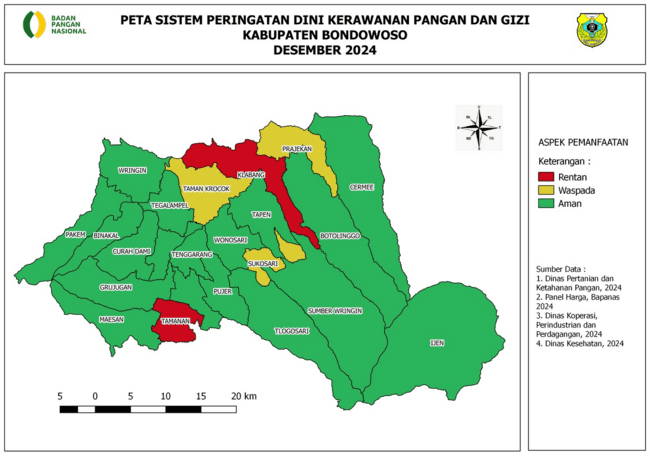 BADAN
PANGAN
NASIONAL
PETA SISTEM PERINGATAN DINI KERAWANAN PANGAN DAN GIZI
KABUPATEN BONDOWOSO
DESEMBER 2024
U
BL
TL
B
T
BD
TG
S
PRAJEKAN
WRINGIN
KLABANG
TAMAN KROCOK
CERMEE
TEGALAMPEL
TAPEN
PAKEM
BINAKAL
WONOSARI
BOTOLINGGO
CURAH DAMI
TENGGARANG
SUKOSARI
GRUJUGAN
PUJER
SUMBER WRINGIN
MAESAN
TAMANAN
TLOGOSARI
IJEN
5 0 5 10 15 20 km
ASPEK PEMANFAATAN
Keterangan :
Rentan
Waspada
Aman
Sumber Data :
1. Dinas Pertanian dan
Ketahanan Pangan, 2024
2. Panel Harga, Bapanas
2024
3. Dinas Koperasi,
Perindustrian dan
Perdagangan, 2024
4. Dinas Kesehatan, 2024